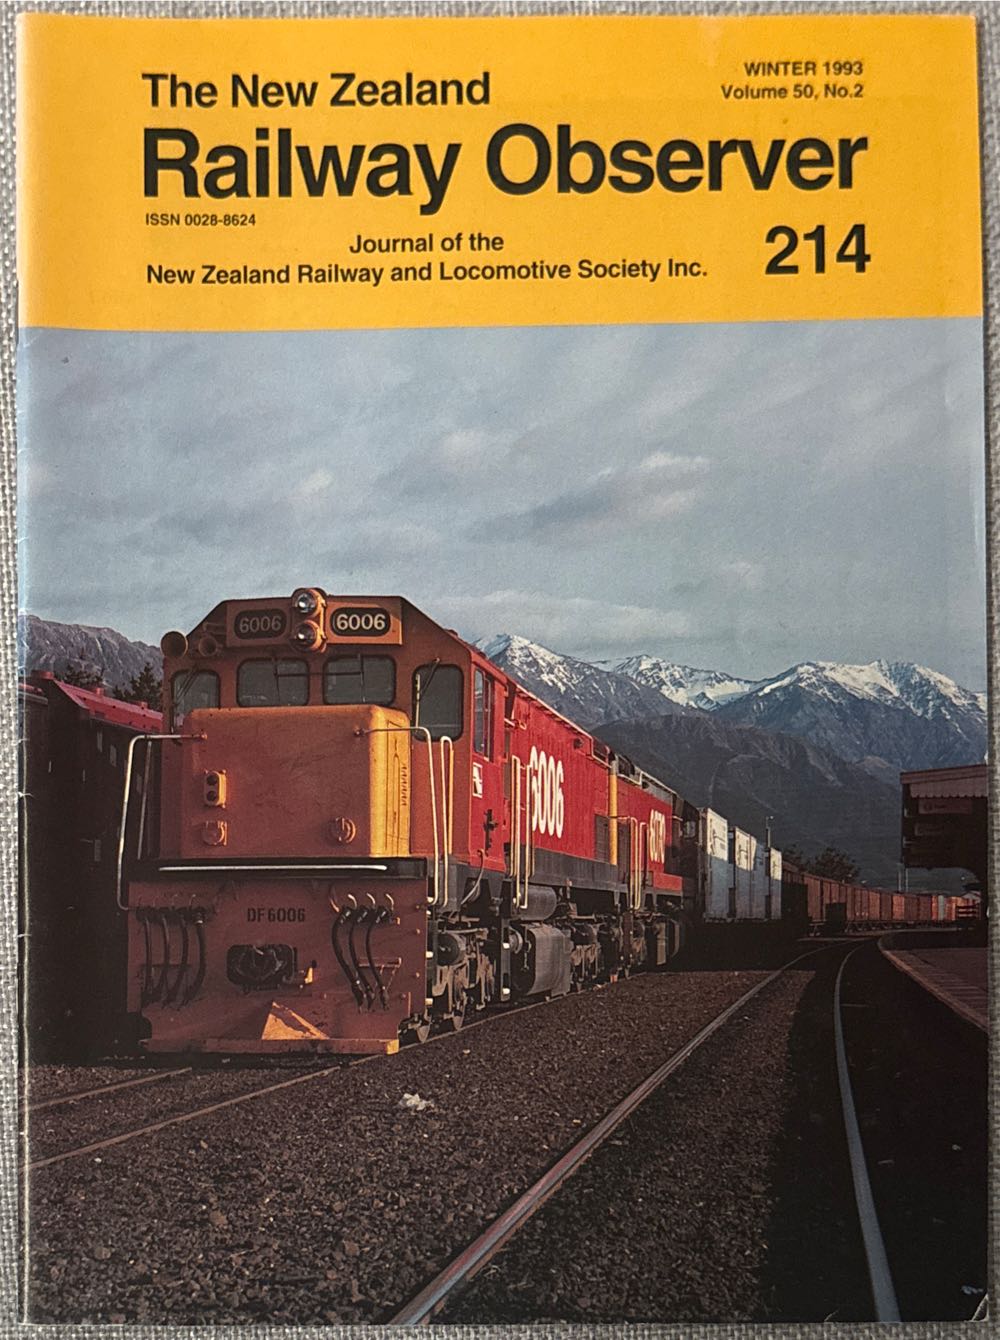 The New Zealand
WINTER 1993
Volume 50, No.2
Railway Observer
ISSN 0028-8624
Journal of the
New Zealand Railway and Locomotive Society Inc.
214
6006
6006
6006
DF6006